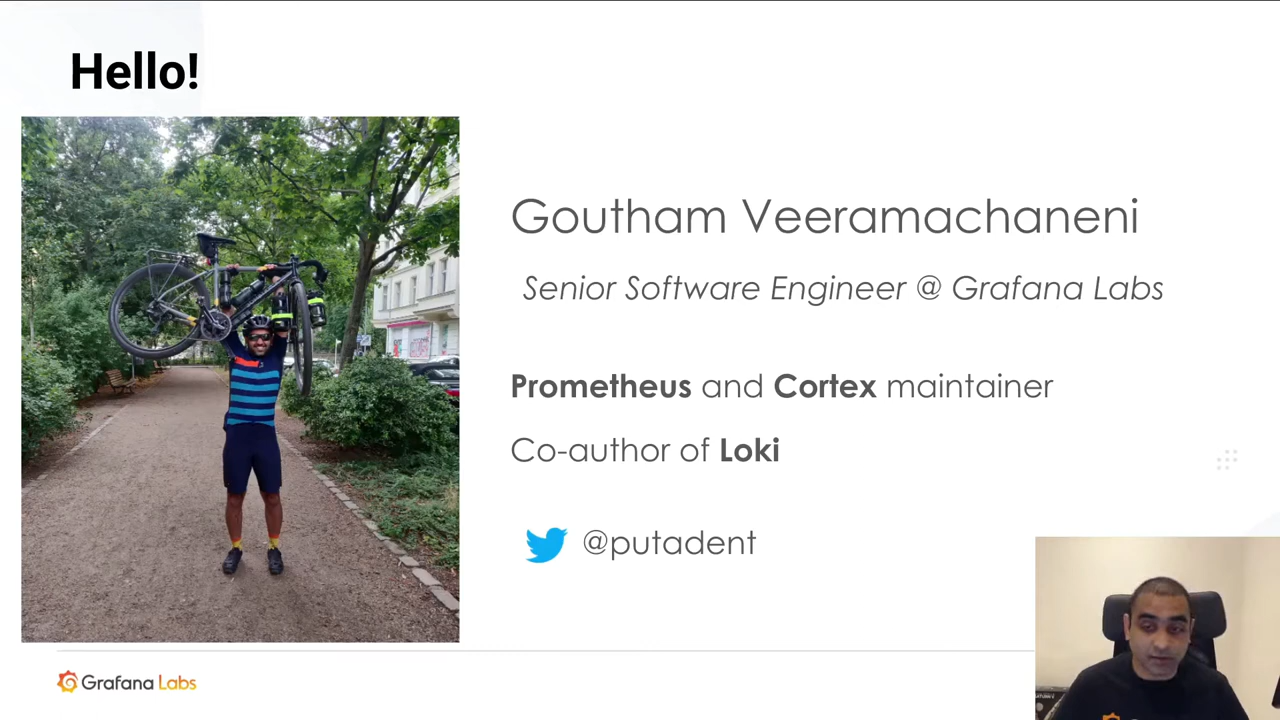 Hello!
Goutham Veeramachaneni
Senior Software Engineer @ Grafana Labs
Prometheus and Cortex maintainer
Co-author of Loki
@putadent
Grafana Labs